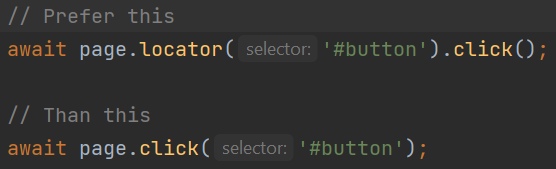 // Prefer this
await page.locator( selector: '#button').click();
// Than this
await page.click( selector: '#button');